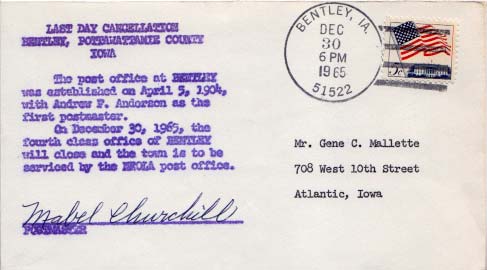 LAST DAY CANCELLATION
BENTLEY, POTTAWATTAMIE COUNTY
IOWA
The post office at BENTLEY
was established on April 5, 1904,
with Andrew F. Anderson as the
first postmaster.
On December 30, 1965, the
fourth class office of BENTLEY
will close and the town is to be
serviced by the NEOLA post office.
Mabel Churchill
POSTMASTER
BENTLEY, IA.
DEC
30
6 PM
1965
51522
5c
Mr. Gene C. Mallette
708 West 10th Street
Atlantic, Iowa